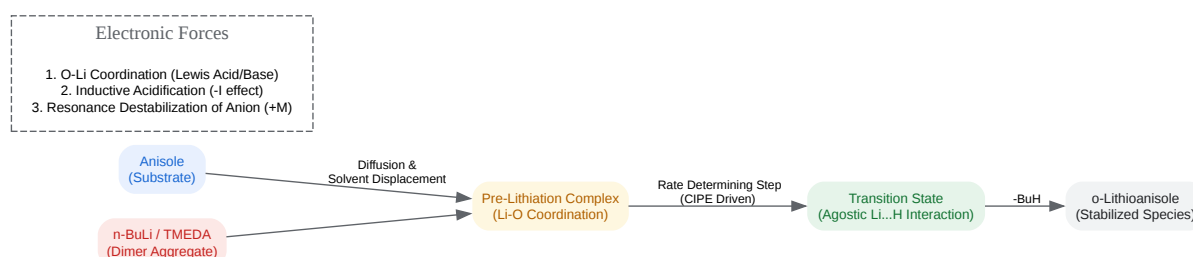 Electronic Forces
1. O-Li Coordination (Lewis Acid/Base)
2. Inductive Acidification (-I effect)
3. Resonance Destabilization of Anion (+M)
Anisole
(Substrate)
n-BuLi / TMEDA
(Dimer Aggregate)
Diffusion &
Solvent Displacement
Pre-Lithiation Complex
(Li-O Coordination)
Rate Determining Step
(CIPE Driven)
Transition State
(Agostic Li...H Interaction)
-BuH
o-Lithioanisole
(Stabilized Species)